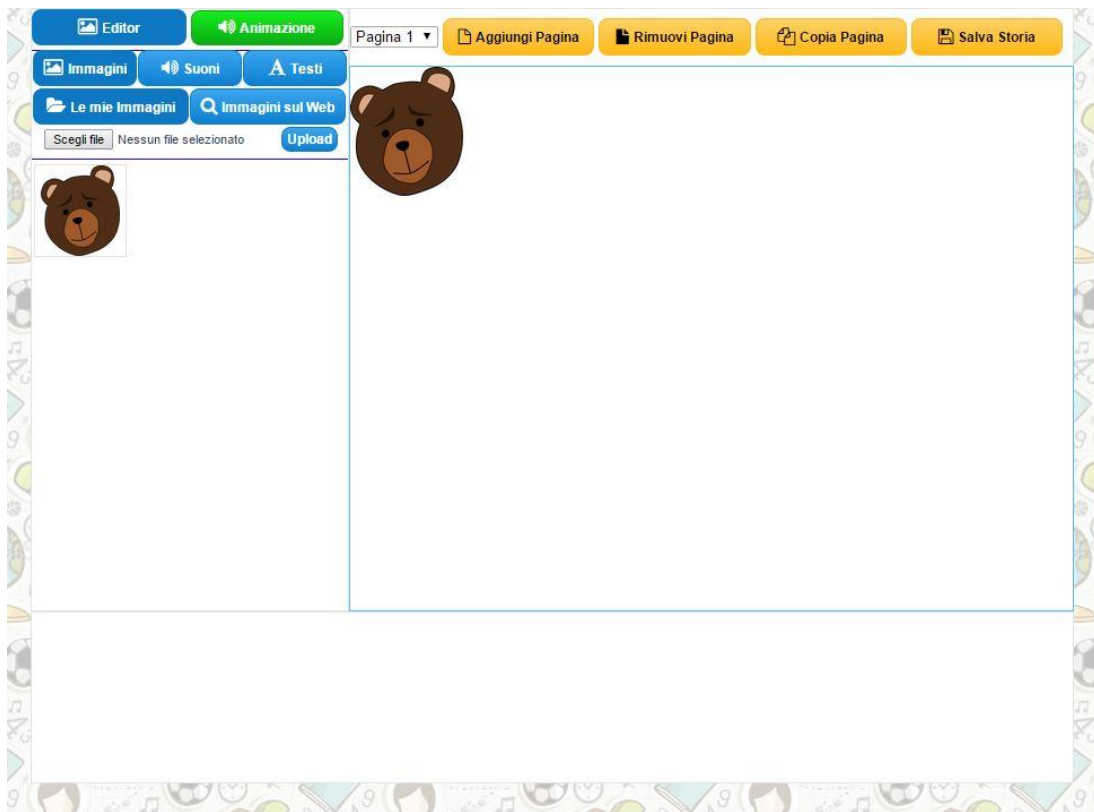 Editor
Animazione
Pagina 1
Aggiungi Pagina
Rimuovi Pagina
Copia Pagina
Salva Storia
Immagini
Suoni
A Testi
Le mie Immagini
Immagini sul Web
Scegli file
Nessun file selezionato
Upload